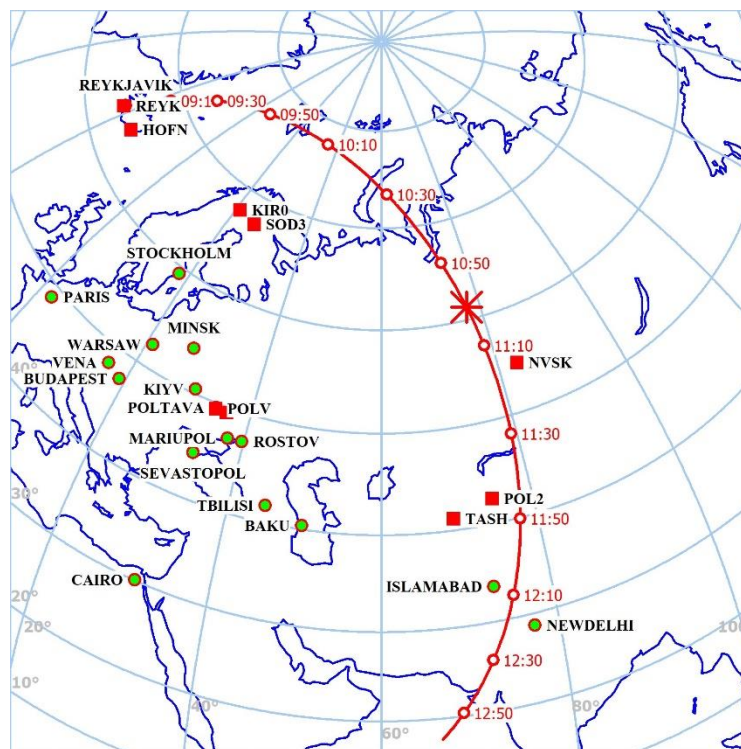 REYKJAVIK
REYK 09:1 09:30
HOFN
09:50
10:10
10:30
KIR0
SOD3
STOCKHOLM
10:50
PARIS
WARSAW MINSK
11:10
VENA NVSK
40°
BUDAPEST
KIYV
POLTAVA POLV
MARIUPOL ROSTOV
11:30
SEVASTOPOL
30°
TBILISI POL2
BAKU TASH 11:50
CAIRO ISLAMABAD
20° 12:10
20° NEWDELHI 100
12:30
10°
40° 80° 12:50
60°